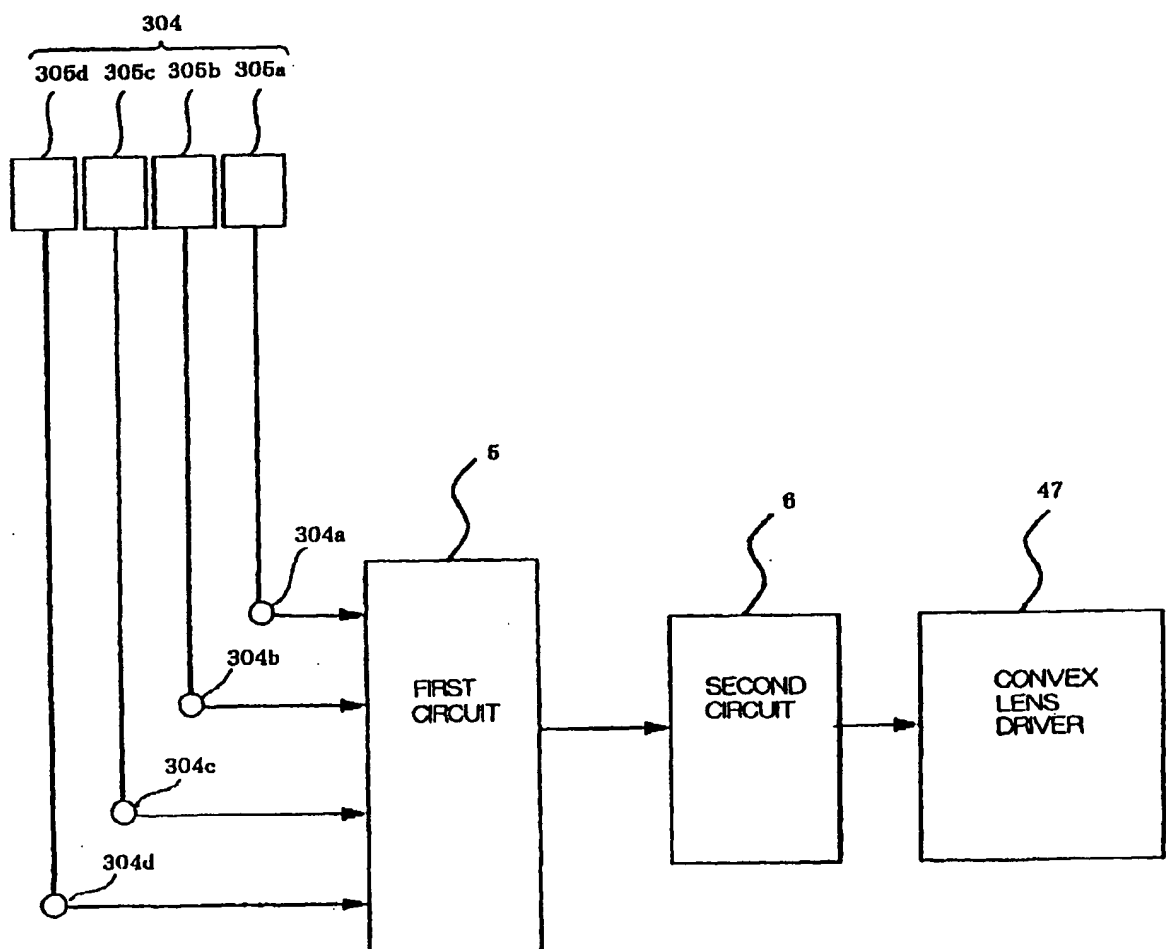 304
305d 305c 305b 305a
5
6
47
304a
304b
304c
304d
FIRST
CIRCUIT
SECOND
CIRCUIT
CONVEX
LENS
DRIVER